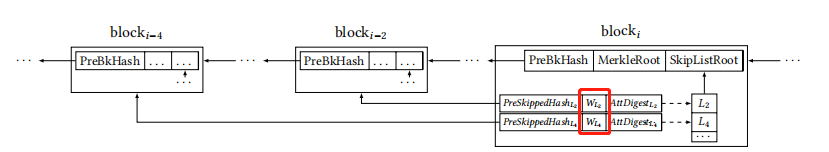 block_{i−4} block_{i−2} block_i
··· PreBkHash ... ... ··· PreBkHash ... ... ··· PreBkHash MerkleRoot SkipListRoot ···
... ...
PreSkippedHash_{L_2} W_{L_2} AttDigest_{L_2} L_2
PreSkippedHash_{L_4} W_{L_4} AttDigest_{L_4} L_4
...